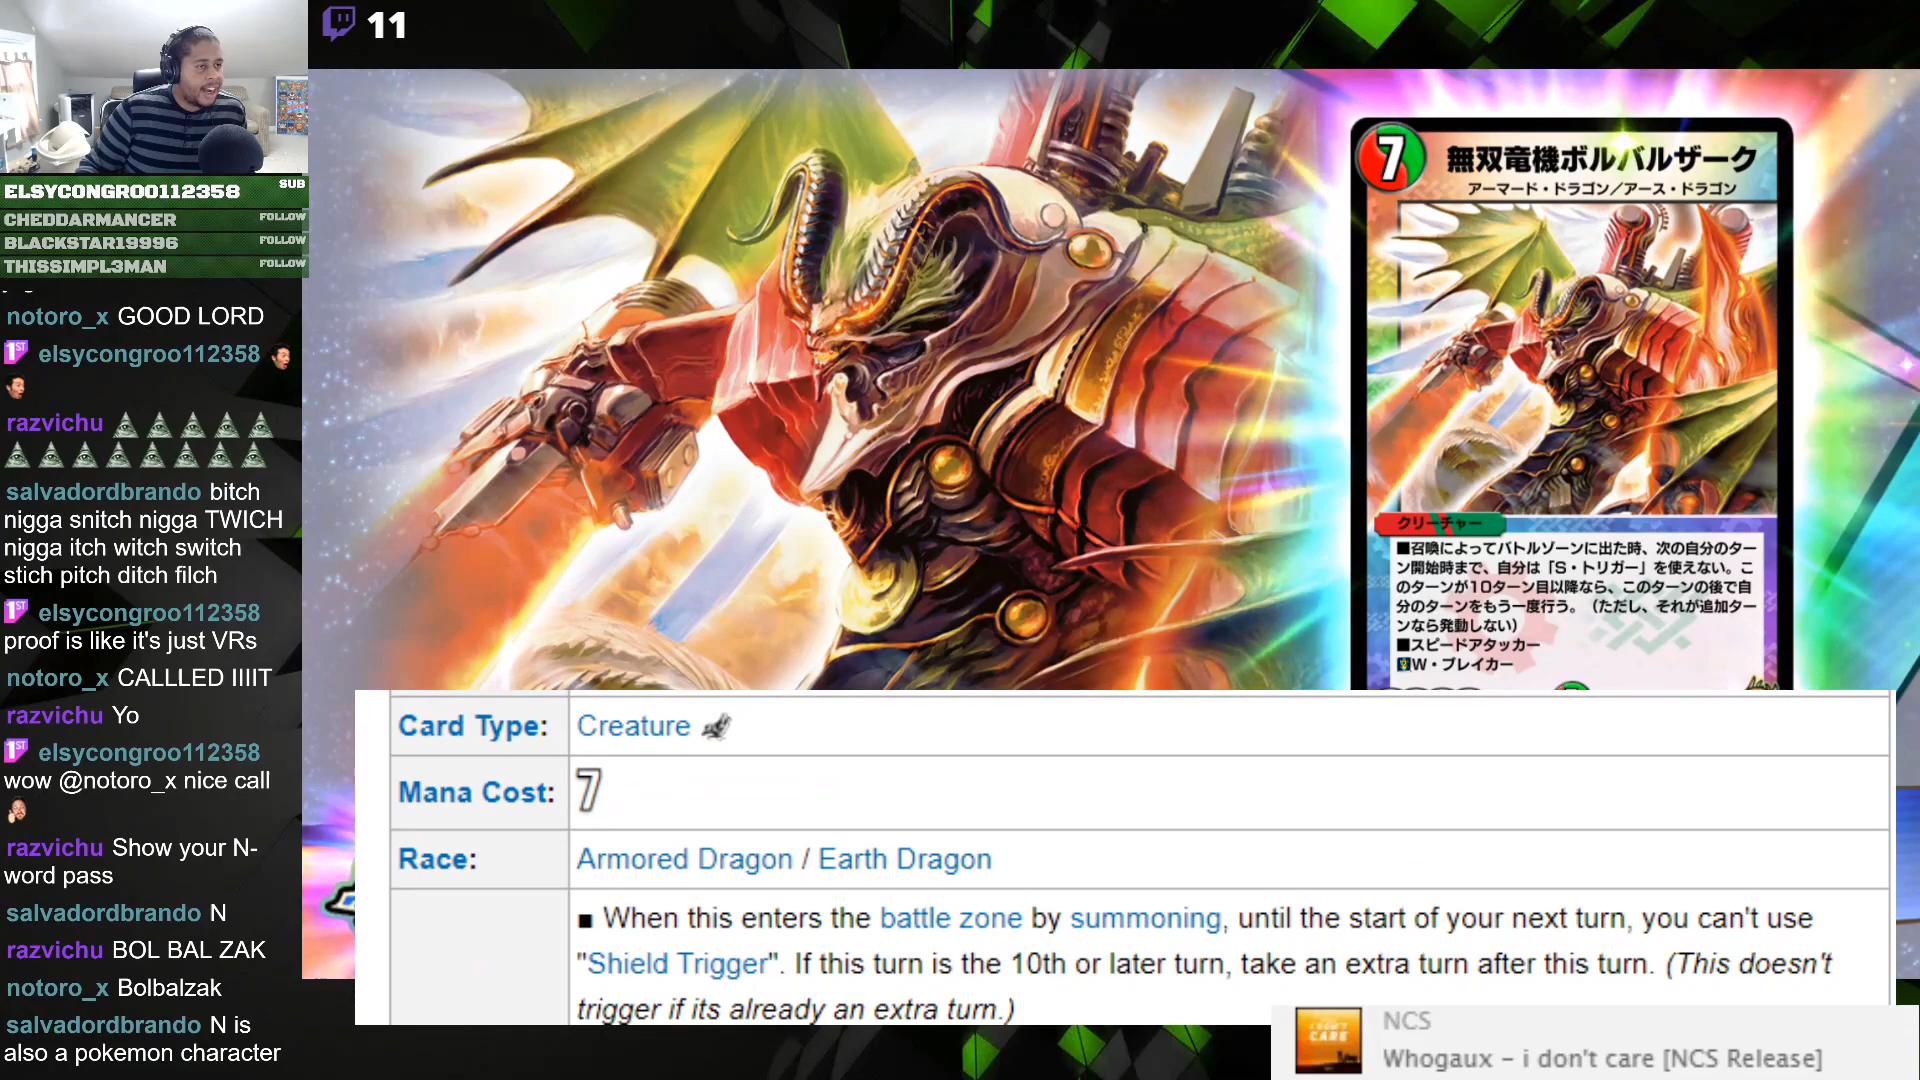 11
ELSYCONGROO112358 SUB
CHEDDARMANCER FOLLOW
BLACKSTAR19996 FOLLOW
THISSIMPL3MAN FOLLOW
notoro_x GOOD LORD
1ST elsycongroo112358
razvichu
salvadordbrando bitch
nigga snitch nigga TWICH
nigga itch witch switch
stich pitch ditch filch
1ST elsycongroo112358
proof is like it's just VRs
notoro_x CALLLED IIIIT
razvichu Yo
1ST elsycongroo112358
wow @notoro_x nice call
razvichu Show your N-
word pass
salvadordbrando N
razvichu BOL BAL ZAK
notoro_x Bolbalzak
salvadordbrando N is
also a pokemon character
7
無双竜機ボルバルザーク
アーマード・ドラゴン/アース・ドラゴン
クリーチャー
■召喚によってバトルゾーンに出た時、次の自分のター
ン開始時まで、自分は「S・トリガー」を使えない。こ
のターンが10ターン目以降なら、このターンの後で自
分のターンをもう一度行う。(ただし、それが追加ター
ンなら発動しない)
■スピードアタッカー
W・ブレイカー
Card Type: Creature
Mana Cost: 7
Race: Armored Dragon / Earth Dragon
■ When this enters the battle zone by summoning, until the start of your next turn, you can't use
"Shield Trigger". If this turn is the 10th or later turn, take an extra turn after this turn. (This doesn't
trigger if its already an extra turn.)
I DON'T
CARE
NCS
Whogaux – i don't care [NCS Release]